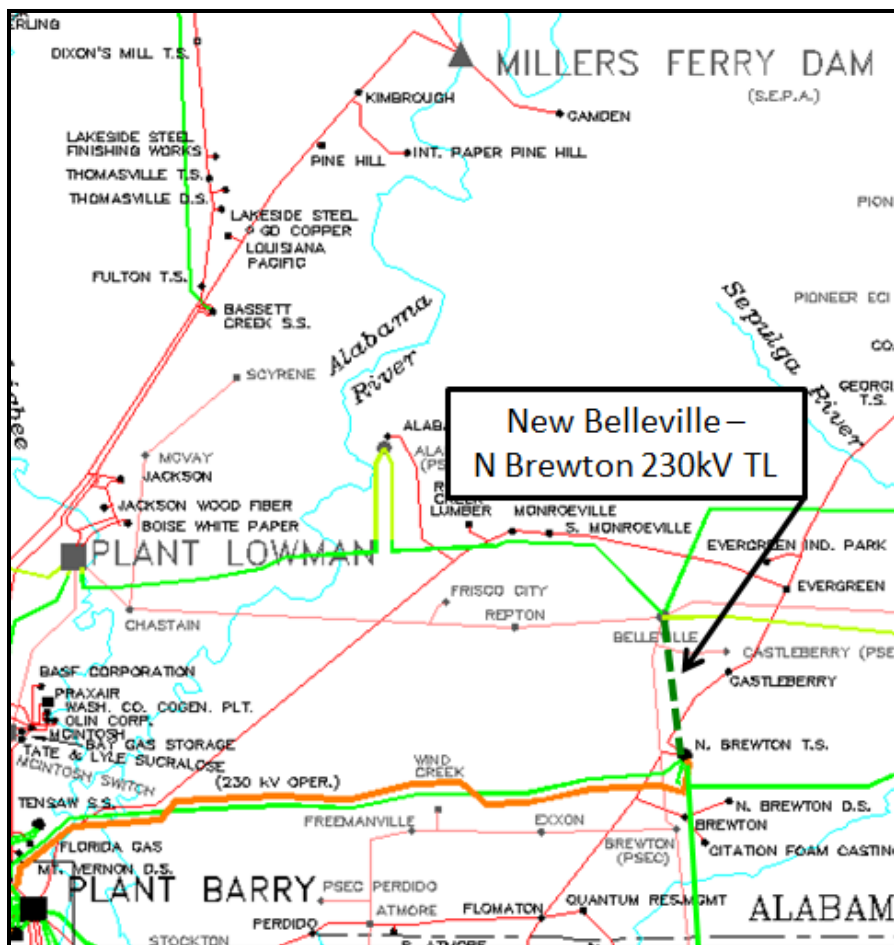 ERLING
DIXON'S MILL T.S.
MILLERS FERRY DAM
(S.E.P.A.)
KIMBROUGH
CAMDEN
LAKESIDE STEEL
FINISHING WORKS
PINE HILL
INT. PAPER PINE HILL
THOMASVILLE T.S.
THOMASVILLE D.S.
LAKESIDE STEEL
GD COPPER
LOUISIANA
PACIFIC
PION
FULTON T.S.
BASSETT
CREEK S.S.
Alabama
River
Sepulga
River
PIONEER ECI
CO.
GEORGI
T.S.
SCYRENE
New Belleville –
N Brewton 230kV TL
ALAB
ALA
(PS
MCVAY
JACKSON
JACKSON WOOD FIBER
BOISE WHITE PAPER
LUMBER
MONROEVILLE
S. MONROEVILLE
PLANT LOWMAN
EVERGREEN IND. PARK
EVERGREEN
FRISCO CITY
REPTON
CHASTAIN
BELLEVILLE
CASTLEBERRY (PSE
CASTLEBERRY
BASF CORPORATION
PRAXAIR
WASH. CO. COGEN. PLT.
OLIN CORP.
MCINTOSH
BAY GAS STORAGE
TATE & LYLE SUCRALOSE
MCINTOSH SWITCH
N. BREWTON T.S.
(230 kV OPER.)
WIND
CREEK
TENSAW S.S.
N. BREWTON D.S.
BREWTON
FREEMANVILLE
EXXON
BREWTON
(PSEC)
CITATION FOAM CASTING
FLORIDA GAS
MT. VERNON D.S.
PLANT BARRY
PSEC PERDIDO
ATMORE
PERDIDO
FLOMATON
QUANTUM RES.MGMT
ALABAM
STOCKTON
S. ATMORE